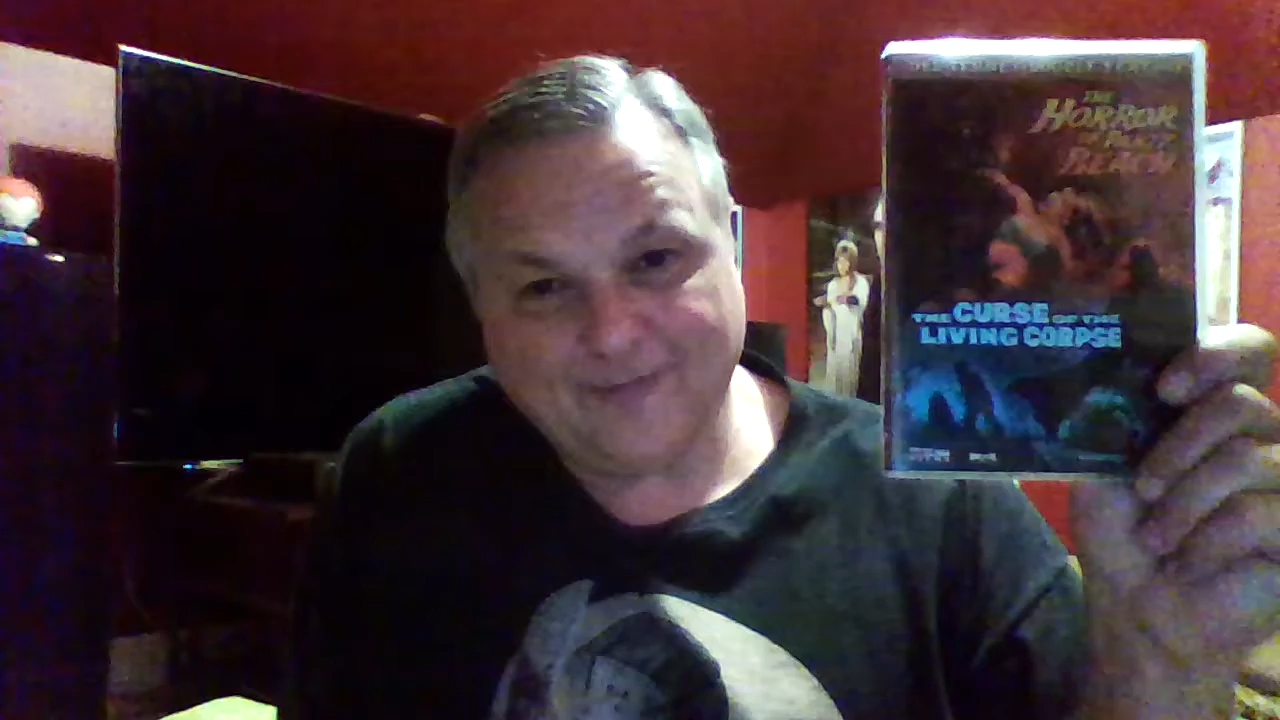 THE
HORROR
OF PARTY
BEACH
THE CURSE OF THE
LIVING CORPSE